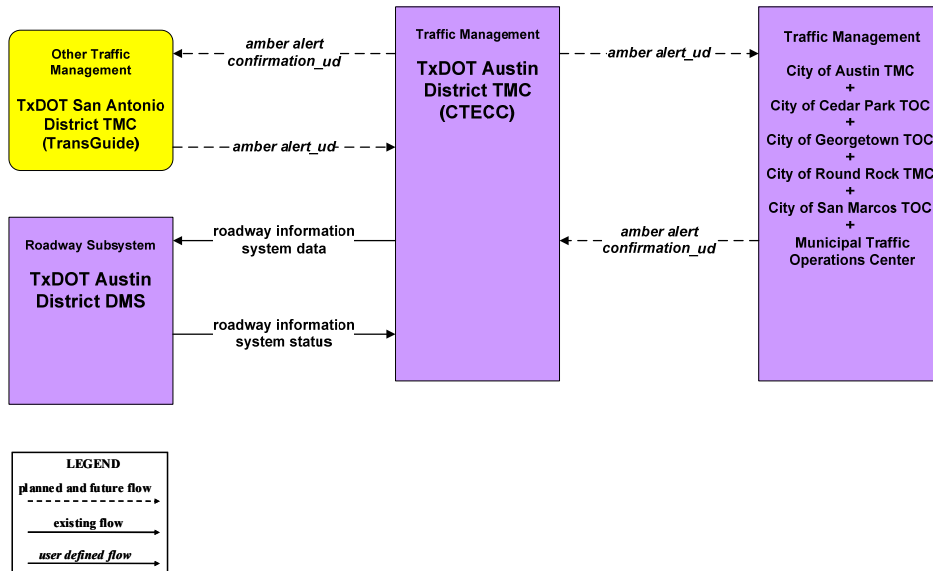 Other Traffic
Management
TxDOT San Antonio
District TMC
(TransGuide)
amber alert
confirmation_ud
amber alert_ud
Traffic Management
TxDOT Austin
District TMC
(CTECC)
amber alert_ud
amber alert
confirmation_ud
Traffic Management
City of Austin TMC
+
City of Cedar Park TOC
+
City of Georgetown TOC
+
City of Round Rock TMC
+
City of San Marcos TOC
+
Municipal Traffic
Operations Center
Roadway Subsystem
TxDOT Austin
District DMS
roadway information
system data
roadway information
system status
LEGEND
planned and future flow
existing flow
user defined flow